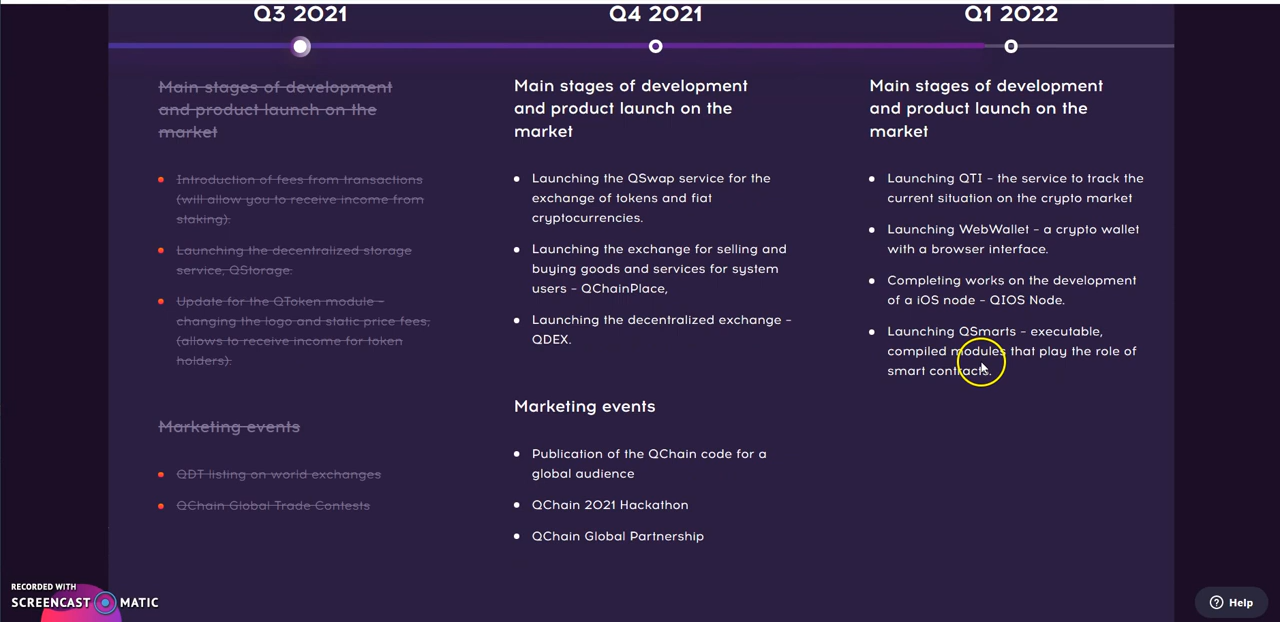 Q3 2021
Main stages of development
and product launch on the
market
Introduction of fees from transactions
(will allow you to receive income from
staking).
Launching the decentralized storage
service, QStorage.
Update for the QToken module -
changing the logo and static price fees,
(allows to receive income for token
holders).
Marketing events
QDT listing on world exchanges
QChain Global Trade Contests
Q4 2021
Main stages of development
and product launch on the
market
Launching the QSwap service for the
exchange of tokens and fiat
cryptocurrencies.
Launching the exchange for selling and
buying goods and services for system
users - QChainPlace,
Launching the decentralized exchange -
QDEX.
Marketing events
Publication of the QChain code for a
global audience
QChain 2021 Hackathon
QChain Global Partnership
Q1 2022
Main stages of development
and product launch on the
market
Launching QTI - the service to track the
current situation on the crypto market
Launching WebWallet - a crypto wallet
with a browser interface.
Completing works on the development
of a iOS node - QIOS Node.
Launching QSmarts - executable,
compiled modules that play the role of
smart contracts.
RECORDED WITH
SCREENCAST MATIC
Help